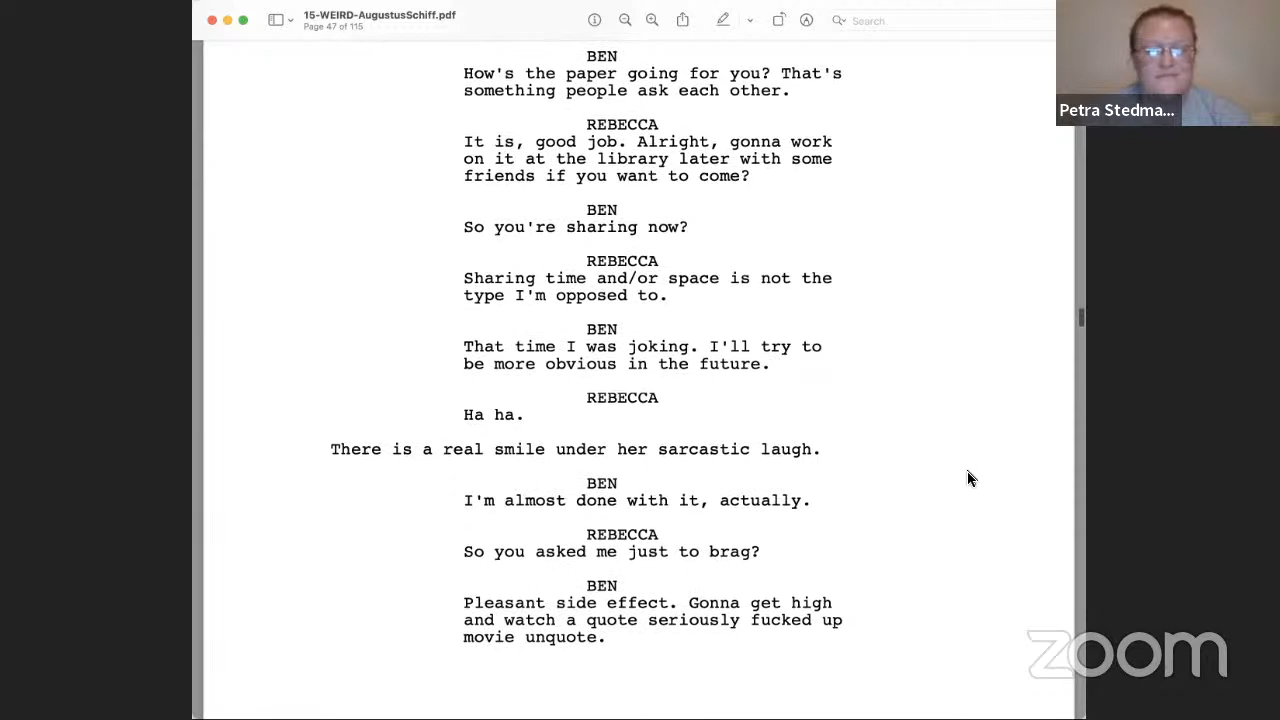 15-WEIRD-AugustusSchiff.pdf
Page 47 of 115
Search
Petra Stedma...
BEN
How's the paper going for you? That's
something people ask each other.
REBECCA
It is, good job. Alright, gonna work
on it at the library later with some
friends if you want to come?
BEN
So you're sharing now?
REBECCA
Sharing time and/or space is not the
type I'm opposed to.
BEN
That time I was joking. I'll try to
be more obvious in the future.
REBECCA
Ha ha.
There is a real smile under her sarcastic laugh.
BEN
I'm almost done with it, actually.
REBECCA
So you asked me just to brag?
BEN
Pleasant side effect. Gonna get high
and watch a quote seriously fucked up
movie unquote.
zoom